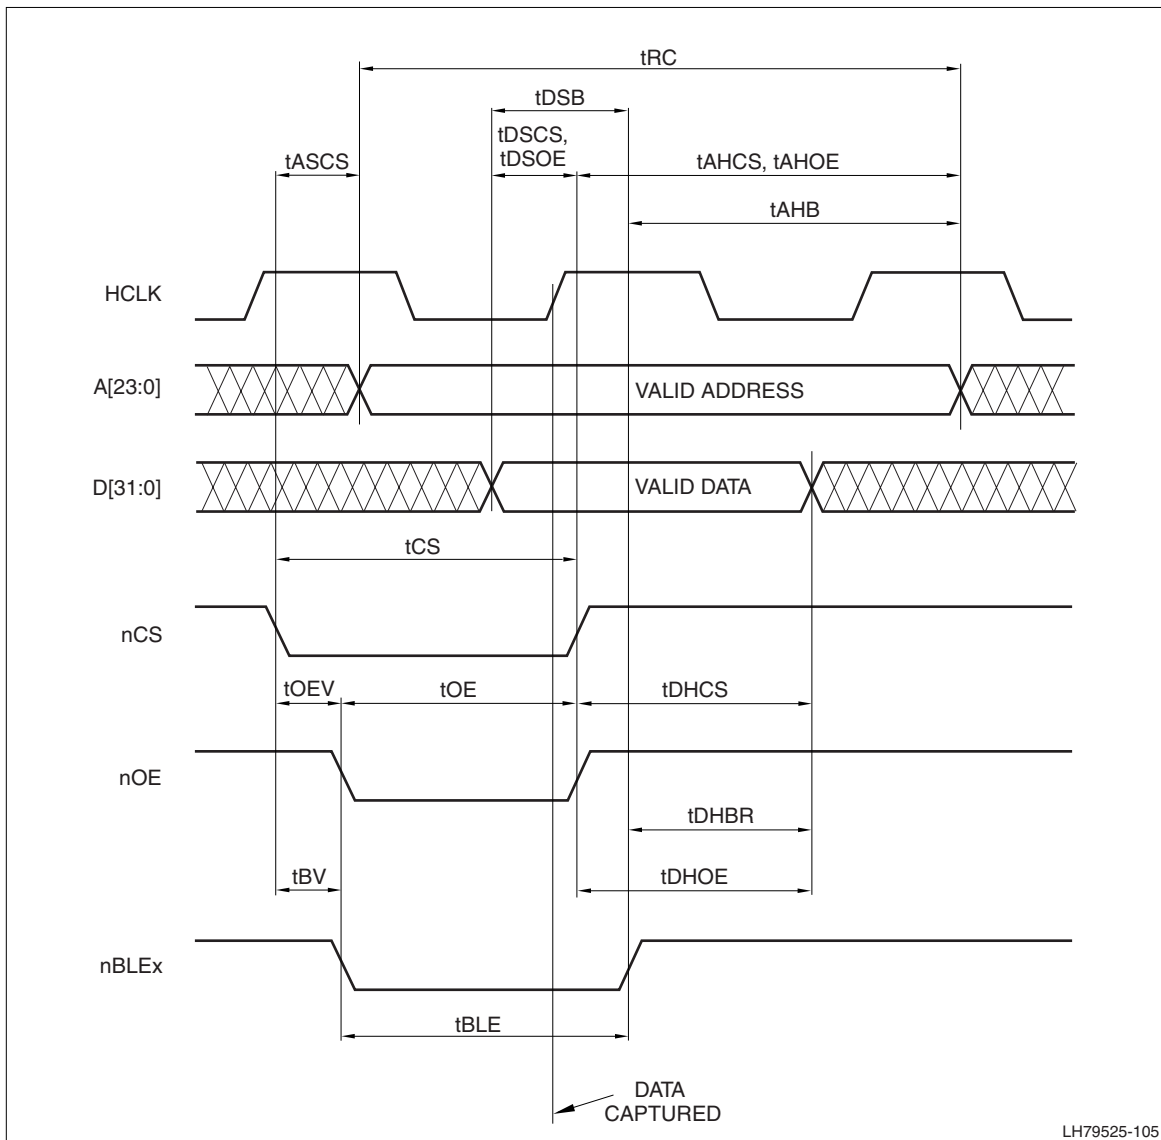 tRC
tDSB
tDSCS,
tDSOE
tASCS
tAHCS, tAHOE
tAHB
HCLK
A[23:0]
VALID ADDRESS
D[31:0]
VALID DATA
tCS
nCS
tOEV
tOE
tDHCS
nOE
tDHBR
tBV
tDHOE
nBLEx
tBLE
DATA
CAPTURED
LH79525-105